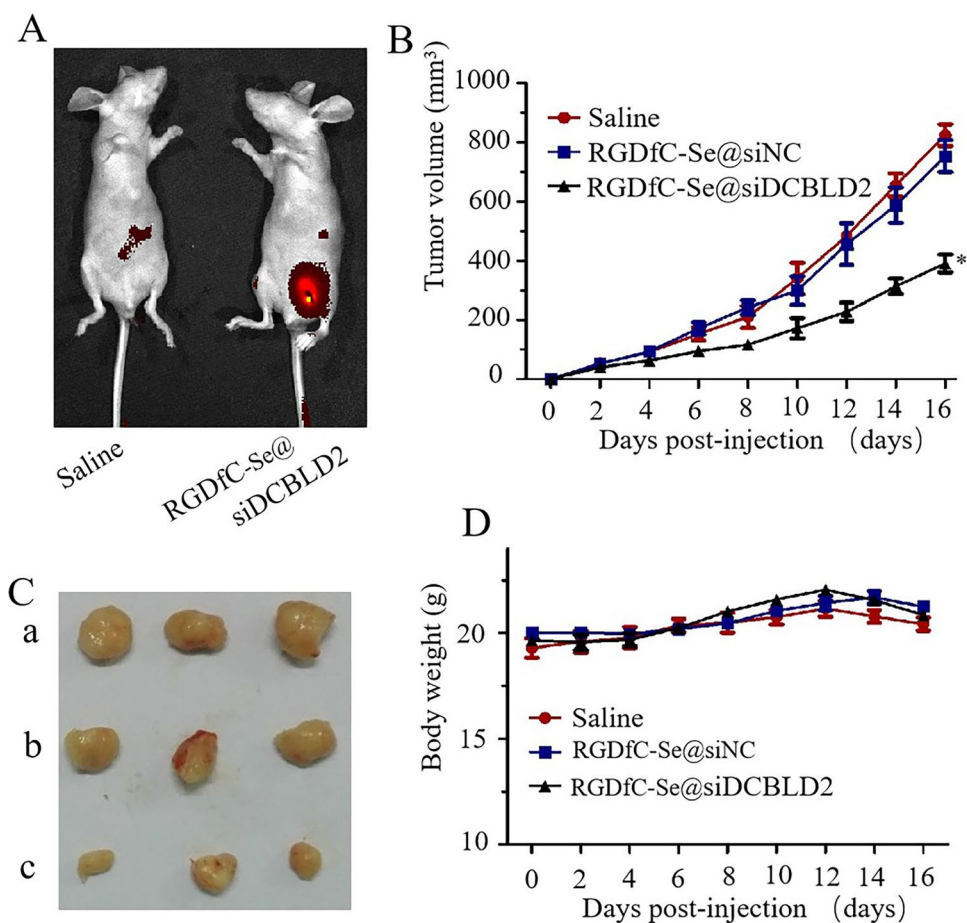 A
Saline
RGDfC-Se@
siDCBLD2
B
Tumor volume (mm³)
1000
800
600
400
200
0
Saline
RGDfC-Se@siNC
RGDfC-Se@siDCBLD2
*
0 2 4 6 8 10 12 14 16
Days post-injection （days）
C
a
b
c
D
Body weight (g)
20
15
10
Saline
RGDfC-Se@siNC
RGDfC-Se@siDCBLD2
0 2 4 6 8 10 12 14 16
Days post-injection （days）